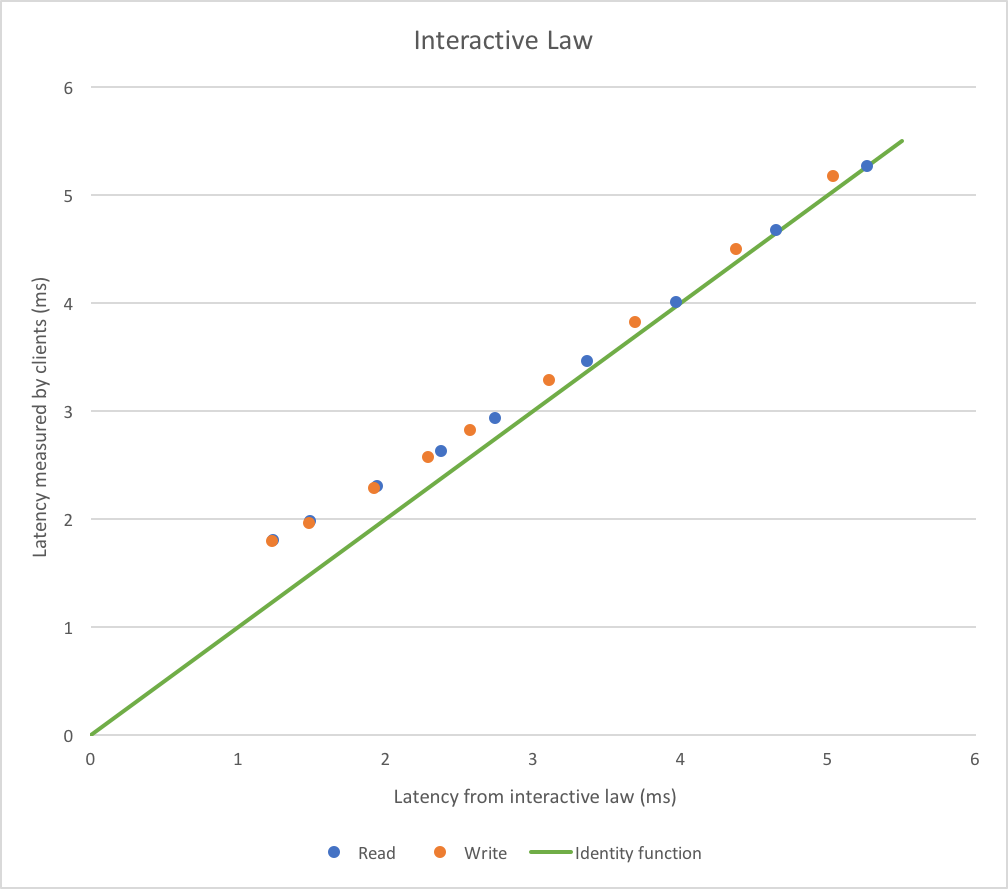 Interactive Law
6
5
4
3
2
1
0
Latency measured by clients (ms)
0 1 2 3 4 5 6
Latency from interactive law (ms)
Read Write Identity function